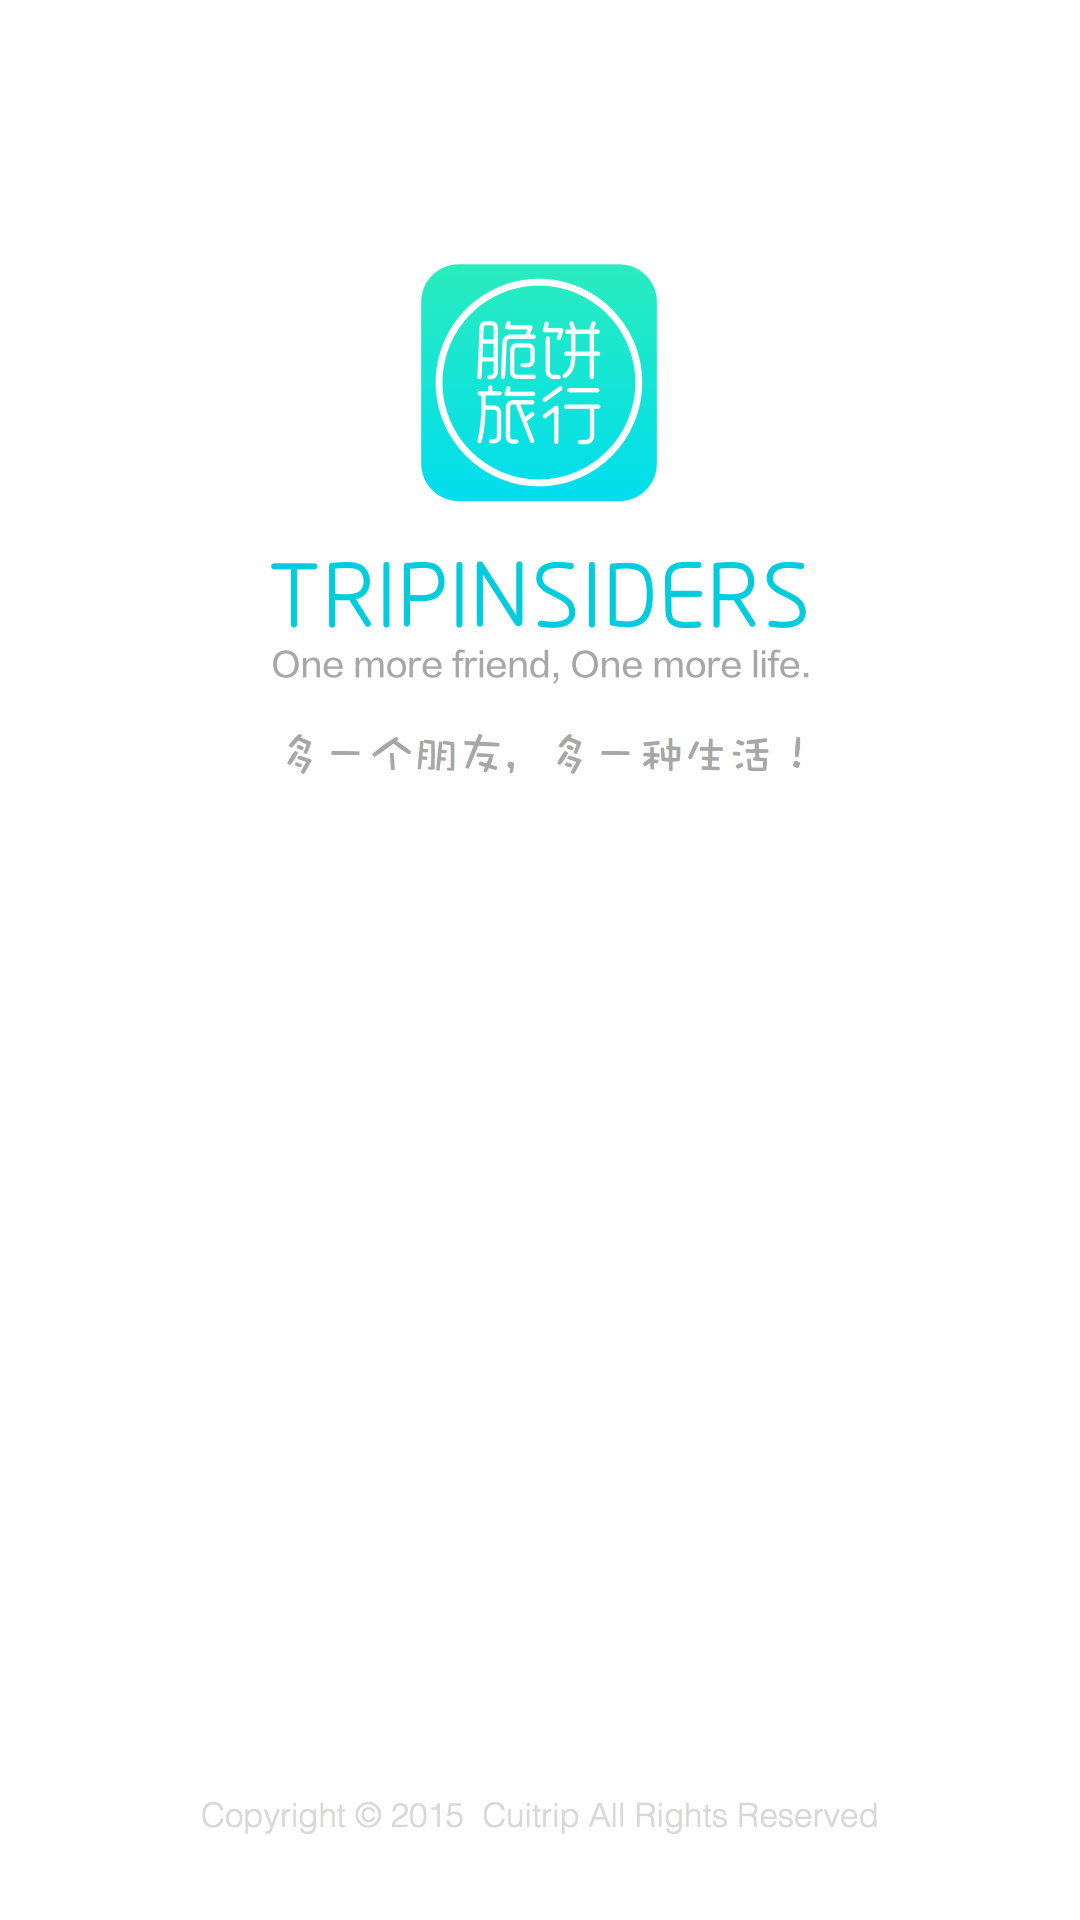 脆饼
旅行
TRIPINSIDERS
One more friend, One more life.
多一个朋友，多一种生活！
Copyright © 2015  Cuitrip All Rights Reserved